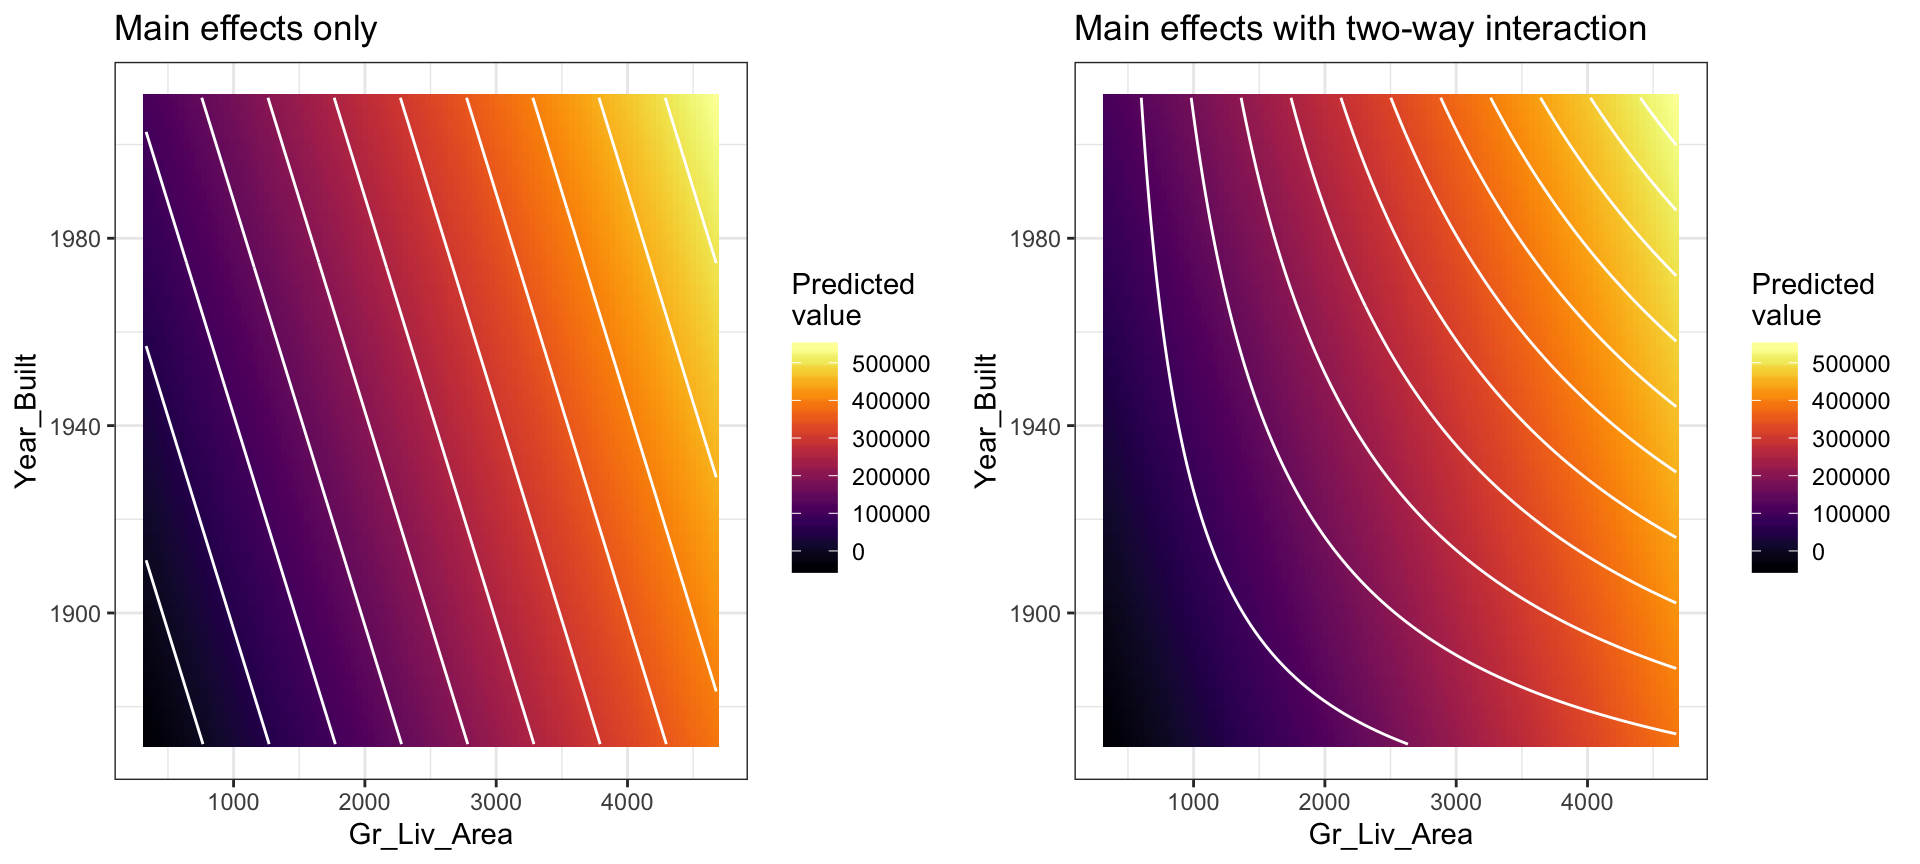 Main effects only
Year_Built
1980
1940
1900
1000 2000 3000 4000
Gr_Liv_Area
Predicted
value
500000
400000
300000
200000
100000
0
Main effects with two-way interaction
Year_Built
1980
1940
1900
1000 2000 3000 4000
Gr_Liv_Area
Predicted
value
500000
400000
300000
200000
100000
0